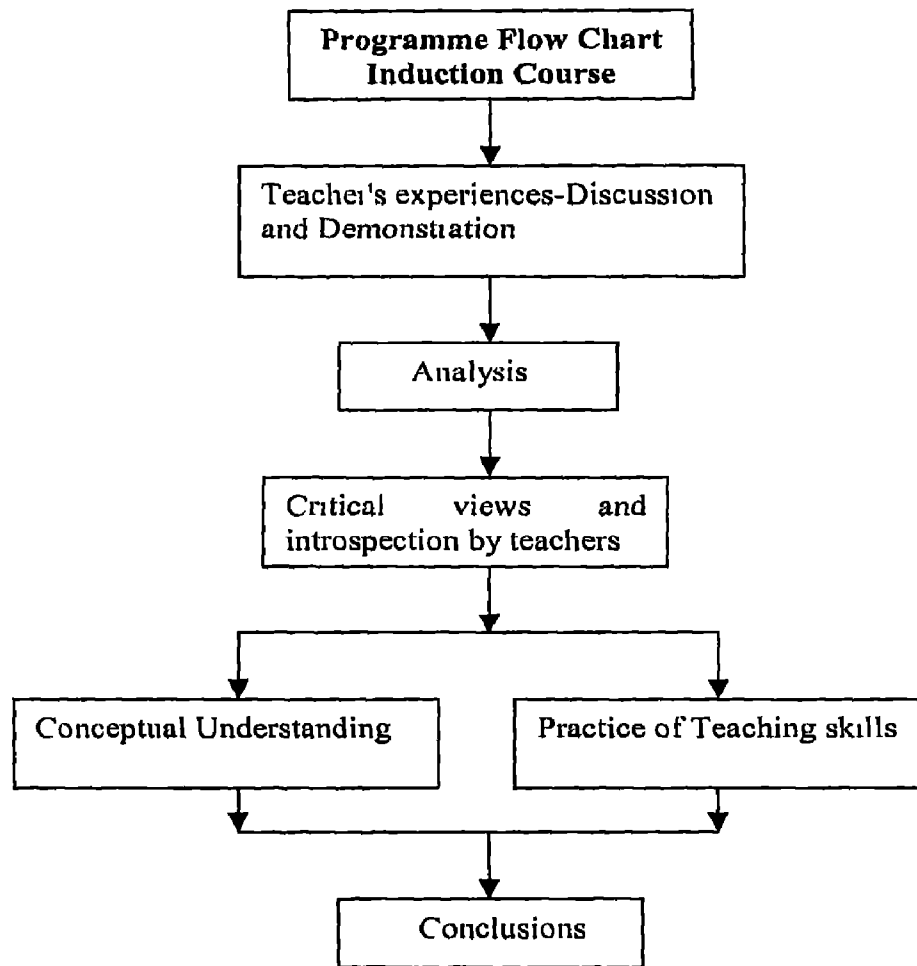 Programme Flow Chart
Induction Course
Teacher's experiences-Discussion
and Demonstration
Analysis
Critical views and
introspection by teachers
Conceptual Understanding
Practice of Teaching skills
Conclusions